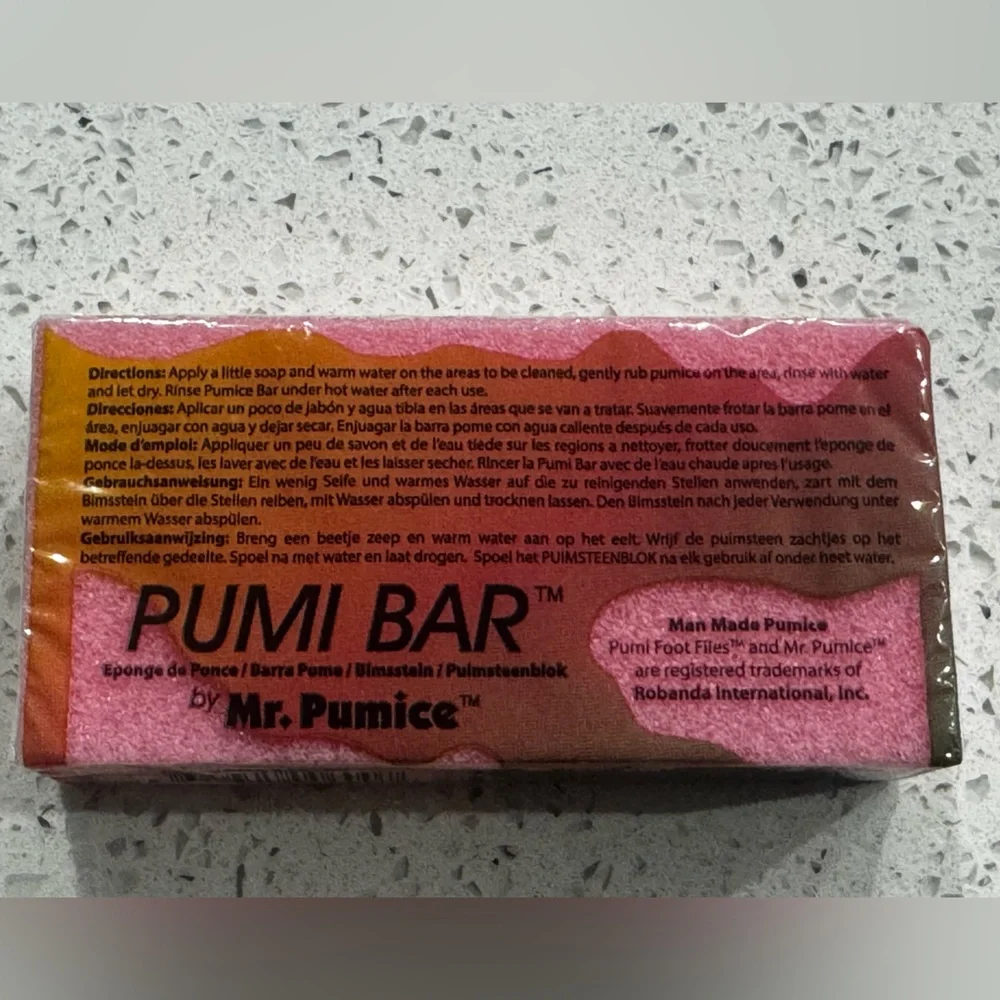 Directions: Apply a little soap and warm water on the areas to be cleaned, gently rub pumice on the area, rinse with water
and let dry. Rinse Pumice Bar under hot water after each use.
Direcciones: Aplicar un poco de jabón y agua tibia en las áreas que se van a tratar. Suavemente frotar la barra pome en el
área, enjuagar con agua y dejar secar. Enjuagar la barra pome con agua caliente después de cada uso.
Mode d'emploi: Appliquer un peu de savon et de l'eau tiede sur les regions a nettoyer, frotter doucement l'eponge de
ponce la-dessus, les laver avec de l'eau et les laisser secher. Rincer la Pumi Bar avec de l'eau chaude apres l'usage.
Gebrauchsanweisung: Ein wenig Seife und warmes Wasser auf die zu reinigenden Stellen anwenden, zart mit dem
Bimsstein über die Stellen reiben, mit Wasser abspülen und trocknen lassen. Den Bimsstein nach jeder Verwendung unter
warmem Wasser abspülen.
Gebruiksaanwijzing: Breng een beetje zeep en warm water aan op het eelt. Wrijf de puimsteen zachtjes op het
betreffende gedeelte. Spoel na met water en laat drogen. Spoel het PUIMSTEENBLOK na elk gebruik af onder heet water.
PUMI BAR™
Eponge de Ponce / Barra Pome / Bimsstein / Puimsteenblok
by Mr. Pumice™
Man Made Pumice
Pumi Foot Files™ and Mr. Pumice™
are registered trademarks of
Robanda International, Inc.